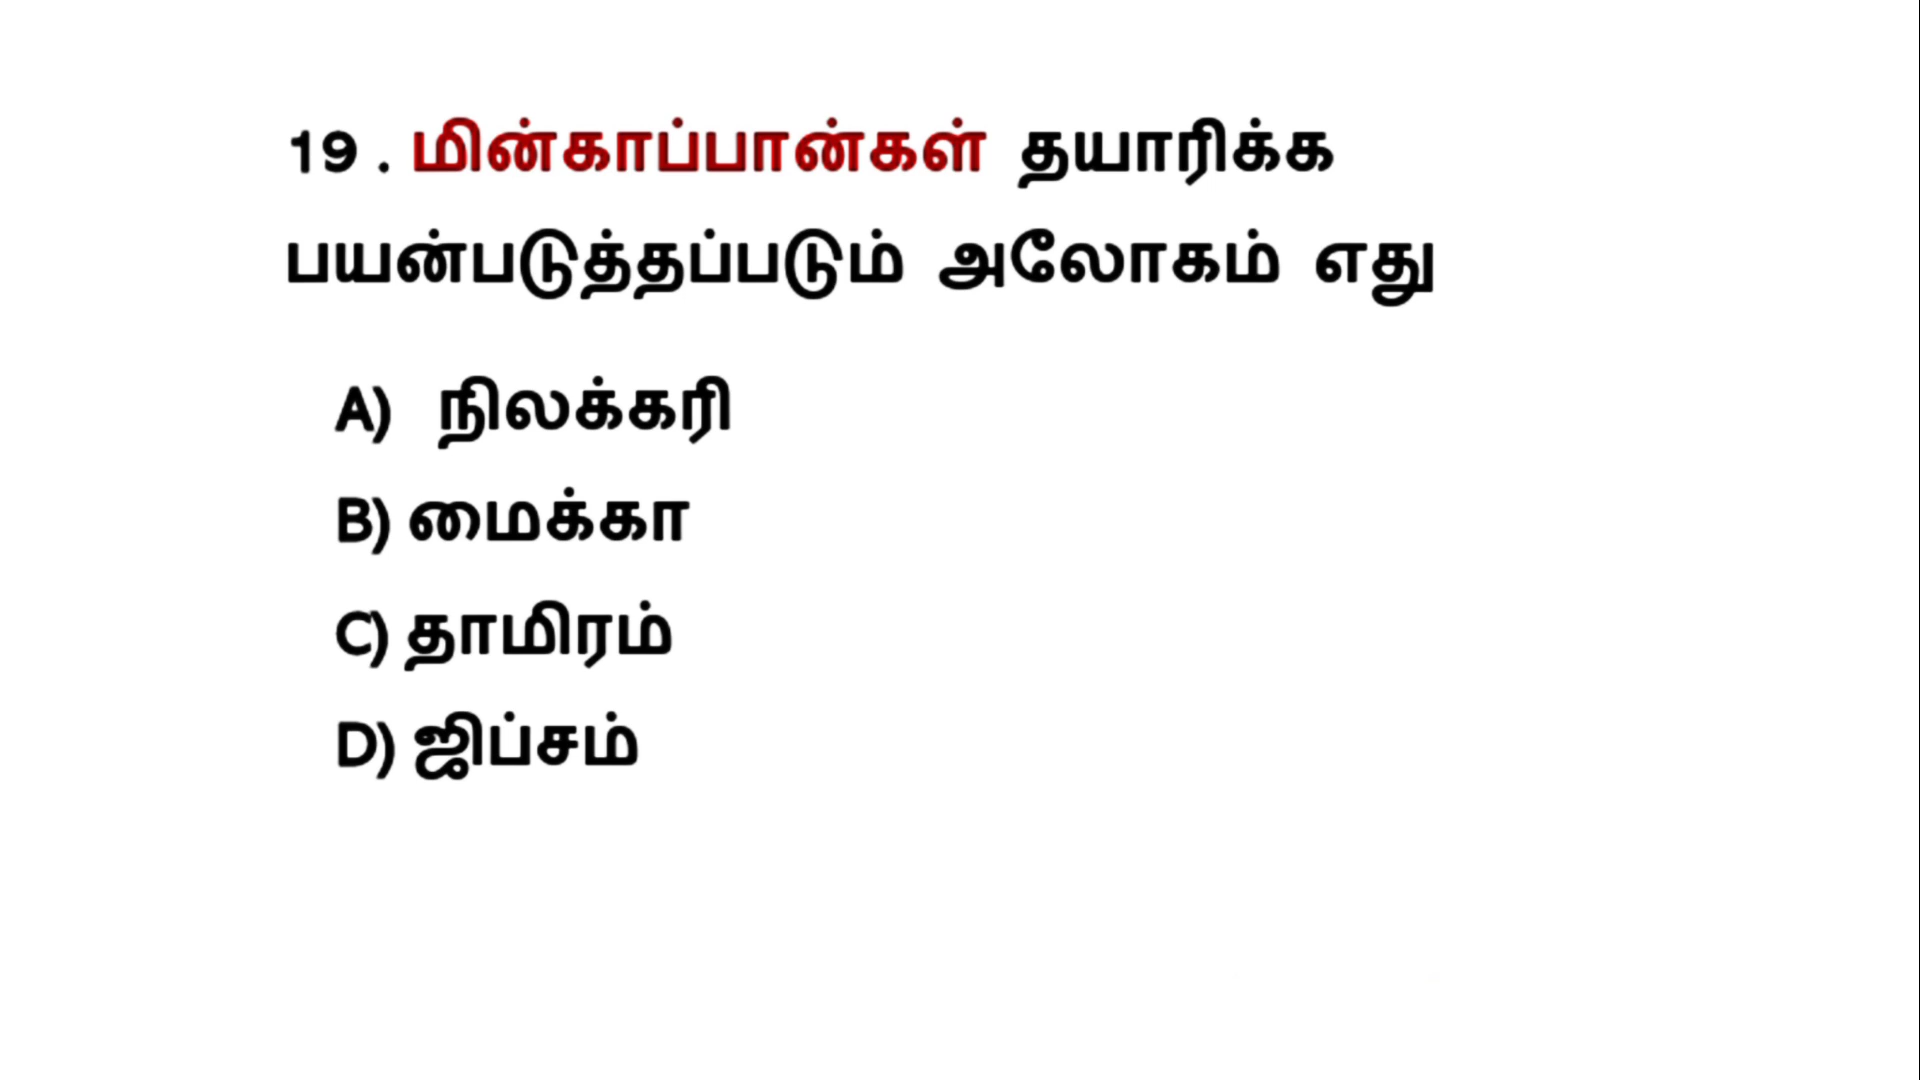 19 . மின்காப்பான்கள் தயாரிக்க
பயன்படுத்தப்படும் அலோகம் எது
A) நிலக்கரி
B) மைக்கா
C) தாமிரம்
D) ஜிப்சம்